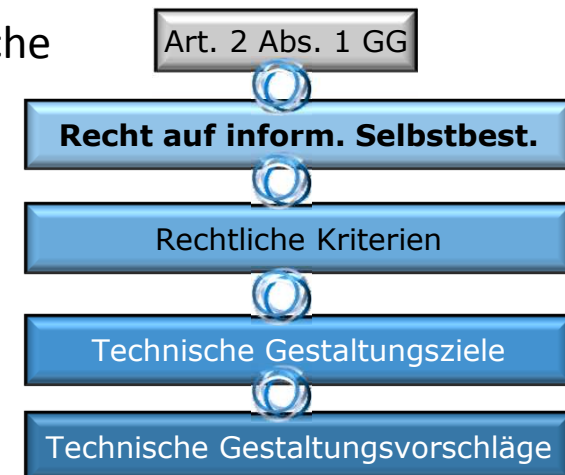 che
Art. 2 Abs. 1 GG
Recht auf inform. Selbstbest.
Rechtliche Kriterien
Technische Gestaltungsziele
Technische Gestaltungsvorschläge